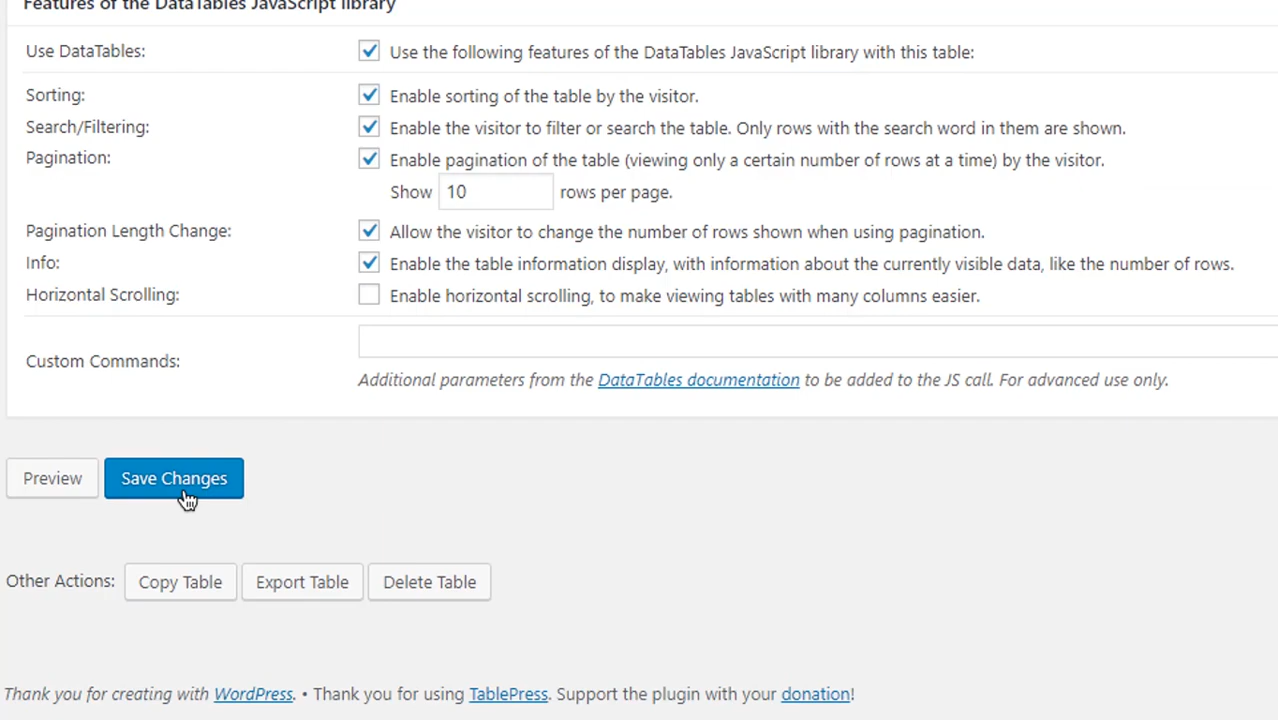 Features of the DataTables JavaScript library
Use DataTables: Use the following features of the DataTables JavaScript library with this table:
Sorting: Enable sorting of the table by the visitor.
Search/Filtering: Enable the visitor to filter or search the table. Only rows with the search word in them are shown.
Pagination: Enable pagination of the table (viewing only a certain number of rows at a time) by the visitor.
Show 10 rows per page.
Pagination Length Change: Allow the visitor to change the number of rows shown when using pagination.
Info: Enable the table information display, with information about the currently visible data, like the number of rows.
Horizontal Scrolling: Enable horizontal scrolling, to make viewing tables with many columns easier.
Custom Commands:
Additional parameters from the DataTables documentation to be added to the JS call. For advanced use only.
Preview Save Changes
Other Actions: Copy Table Export Table Delete Table
Thank you for creating with WordPress. • Thank you for using TablePress. Support the plugin with your donation!